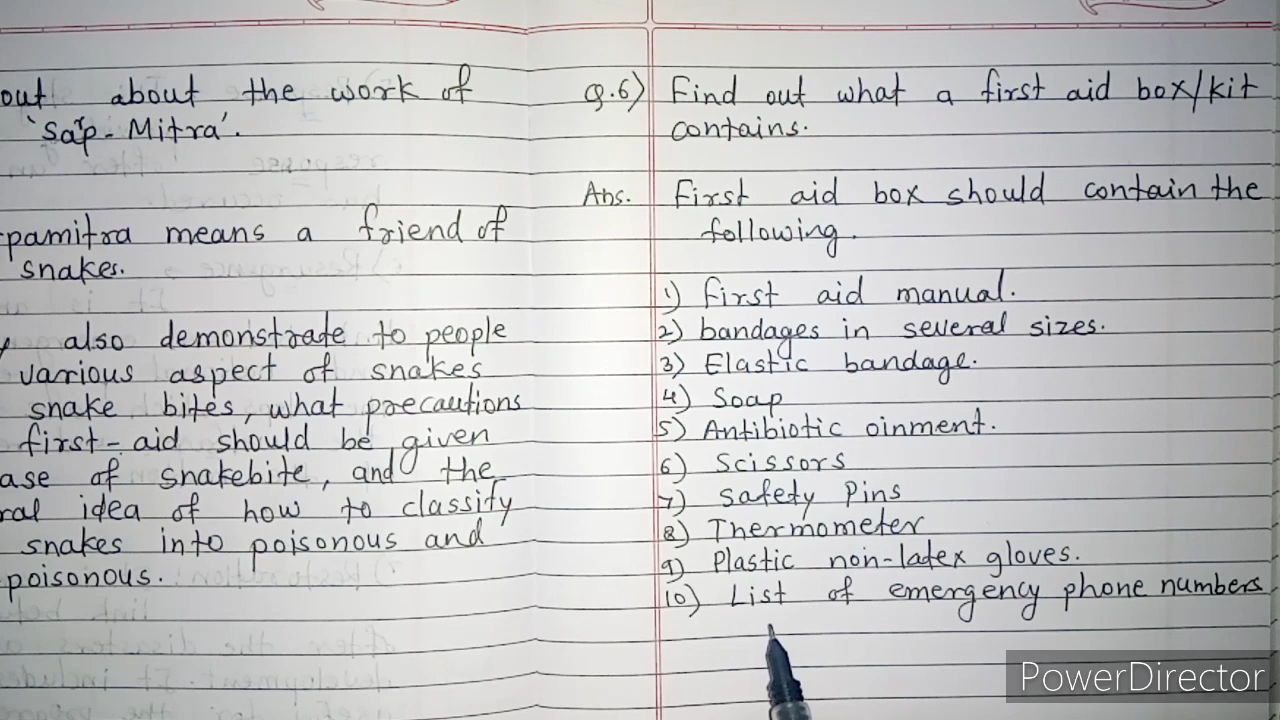 out about the work of
'Sarp-Mitra'.
pamitra means a friend of
snakes.
also demonstrate to people
various aspect of snakes
snake bites, what precautions
first-aid should be given
ase of snakebite, and the
ral idea of how to classify
snakes into poisonous and
poisonous.
Q.6) Find out what a first aid box/kit
contains.
Ans. First aid box should contain the
following.
1) first aid manual.
2) bandages in several sizes.
3) Elastic bandage.
4) Soap
5) Antibiotic oinment.
6) Scissors
7) Safety Pins
8) Thermometer
9) Plastic non-latex gloves.
10) List of emergency phone numbers
PowerDirector